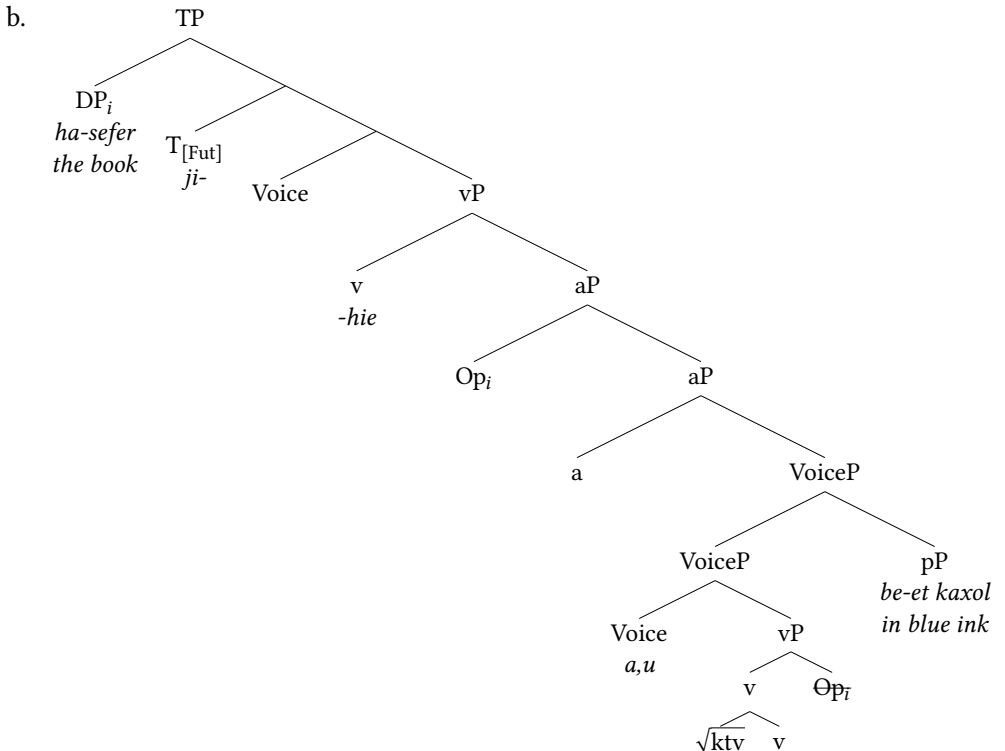 b.
TP
DPᵢ
ha-sefer
the book
T[Fut]
ji-
Voice
vP
v
-hie
aP
Opᵢ
aP
a
VoiceP
VoiceP
pP
be-et kaxol
in blue ink
Voice
a,u
vP
v
Opᵢ
√ktv
v